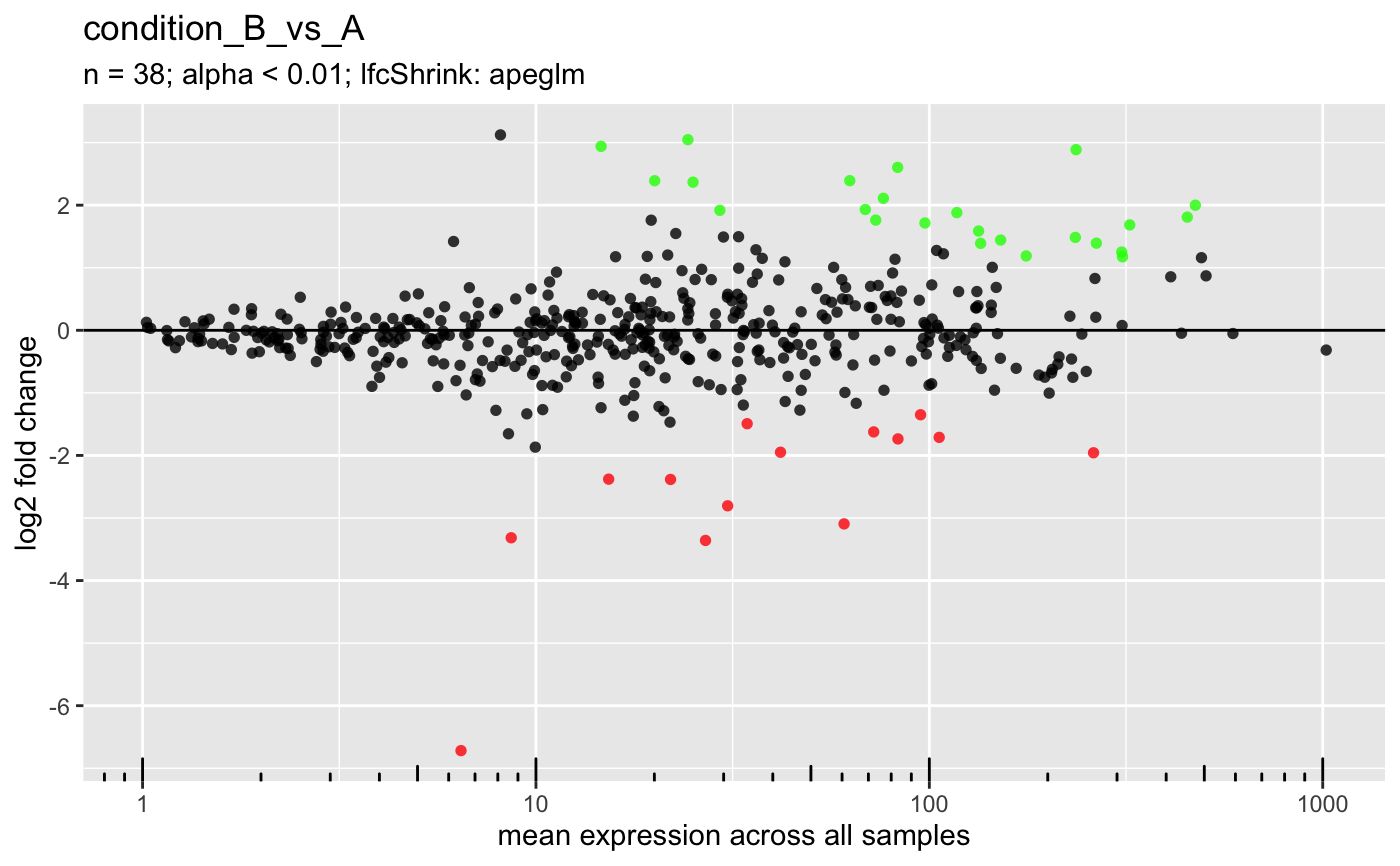 condition_B_vs_A
n = 38; alpha < 0.01; lfcShrink: apeglm
log2 fold change
2
0
-2
-4
-6
1 10 100 1000
mean expression across all samples